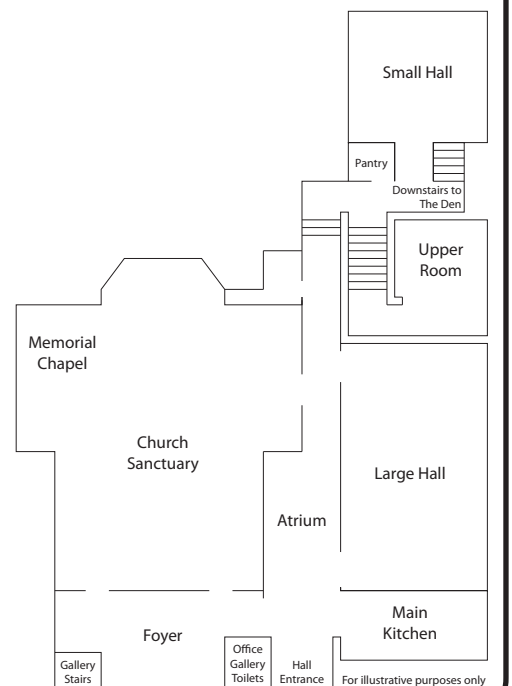 Small Hall
Pantry
Downstairs to
The Den
Upper
Room
Memorial
Chapel
Church
Sanctuary
Large Hall
Atrium
Main
Kitchen
Foyer
Gallery
Stairs
Office
Gallery
Toilets
Hall
Entrance
For illustrative purposes only